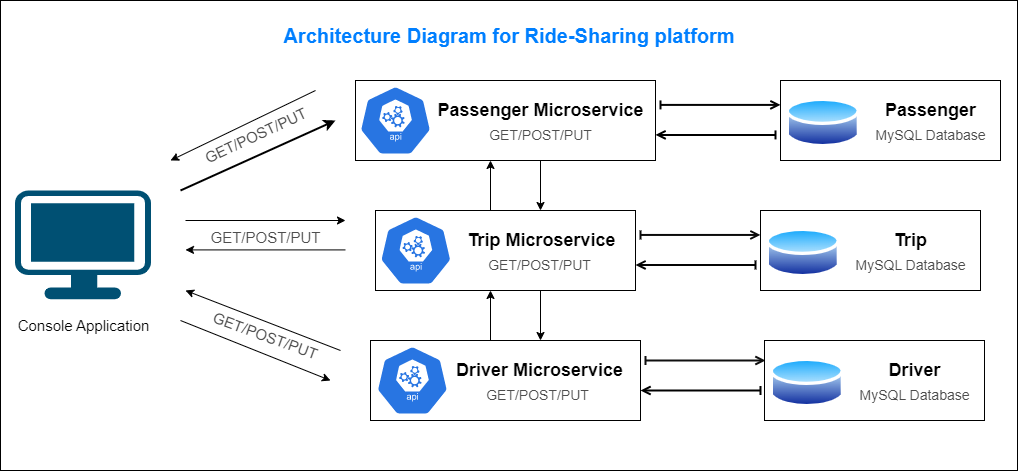 Architecture Diagram for Ride-Sharing platform
GET/POST/PUT
api
Passenger Microservice
GET/POST/PUT
Passenger
MySQL Database
GET/POST/PUT
api
Trip Microservice
GET/POST/PUT
Trip
MySQL Database
Console Application
GET/POST/PUT
api
Driver Microservice
GET/POST/PUT
Driver
MySQL Database